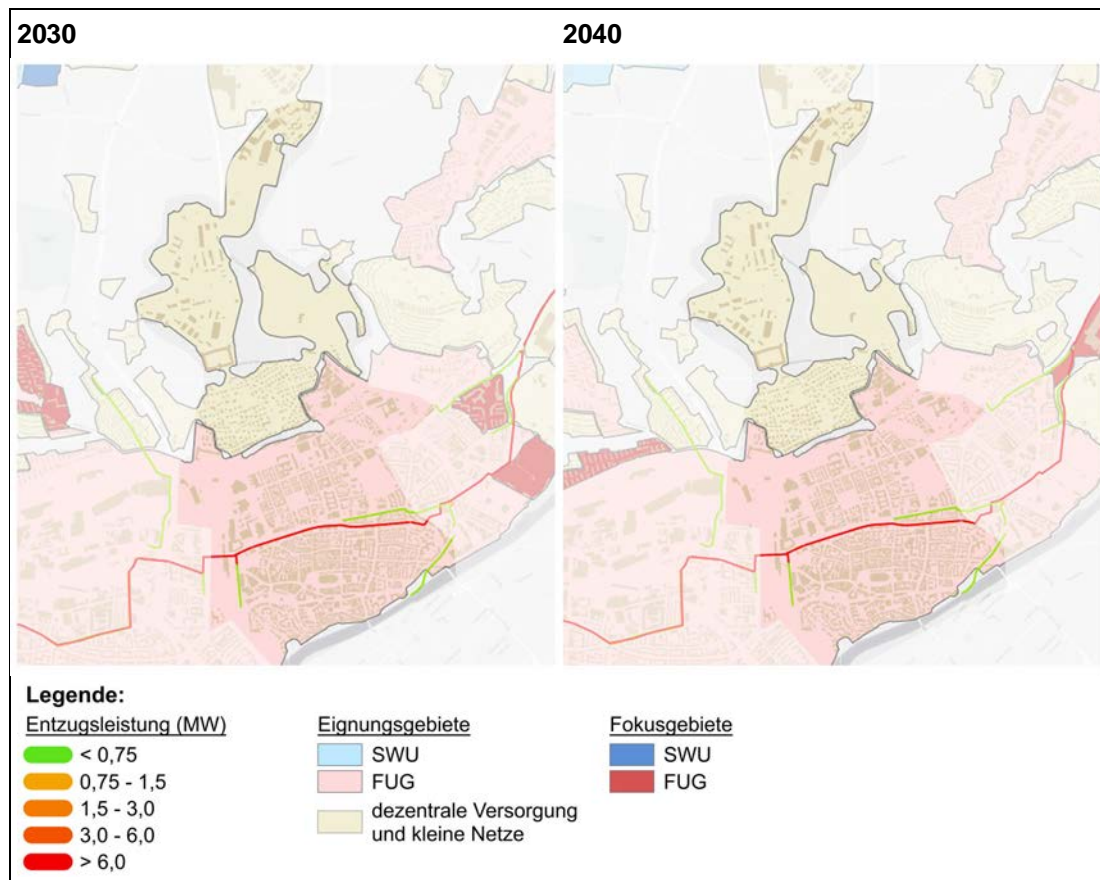 2030
2040
Legende:
Entzugsleistung (MW)
< 0,75
0,75 - 1,5
1,5 - 3,0
3,0 - 6,0
> 6,0
Eignungsgebiete
SWU
FUG
dezentrale Versorgung
und kleine Netze
Fokusgebiete
SWU
FUG